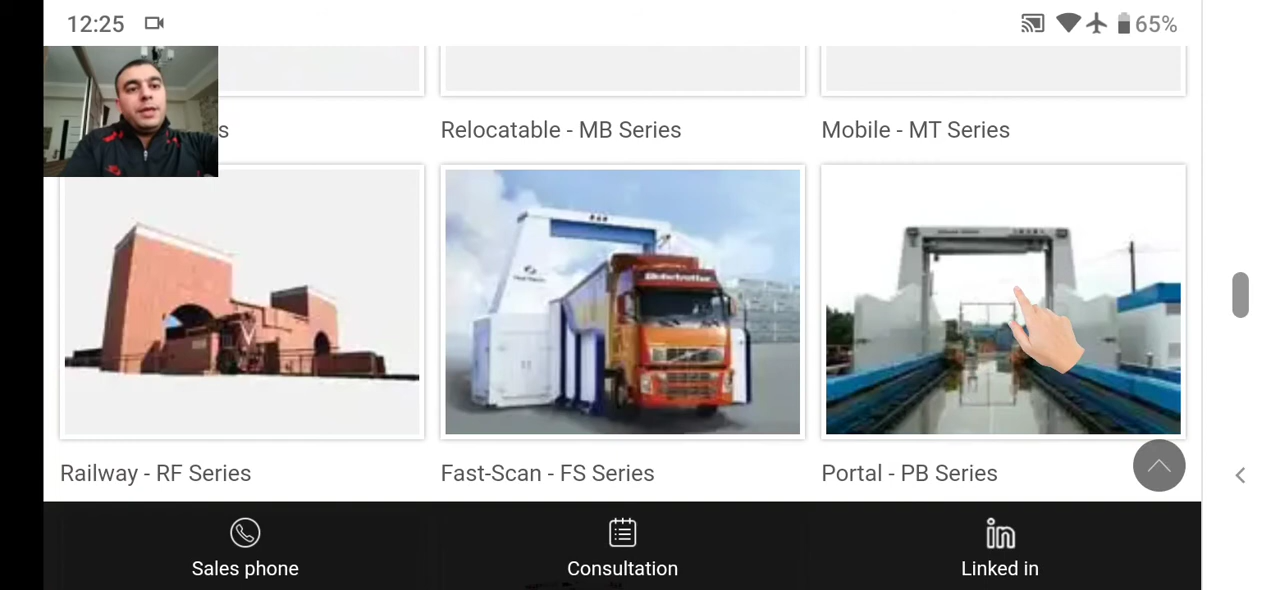 12:25
65%
s
Relocatable - MB Series
Mobile - MT Series
Railway - RF Series
Fast-Scan - FS Series
Portal - PB Series
Sales phone
Consultation
Linked in